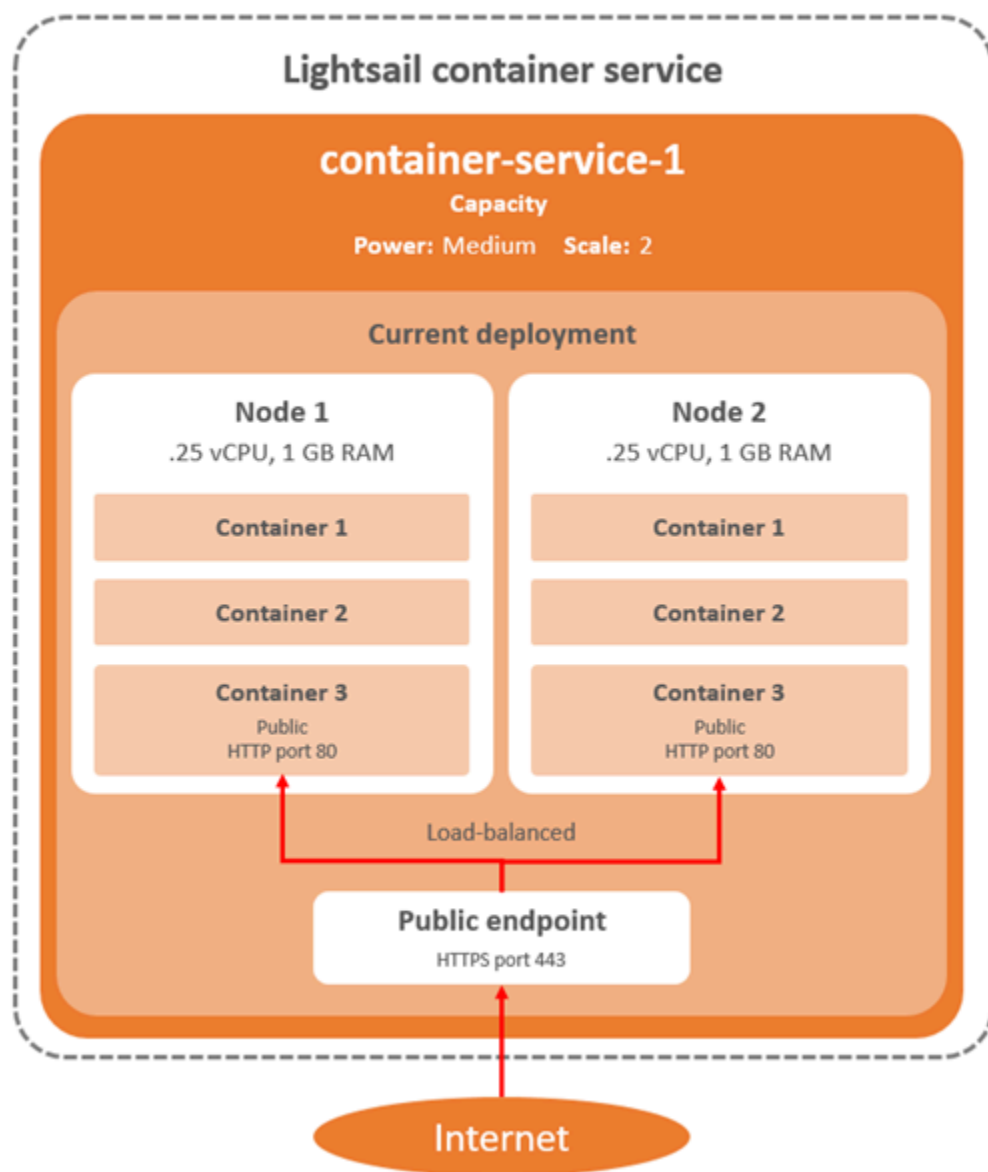 Lightsail container service
container-service-1
Capacity
Power: Medium Scale: 2
Current deployment
Node 1
.25 vCPU, 1 GB RAM
Container 1
Container 2
Container 3
Public
HTTP port 80
Node 2
.25 vCPU, 1 GB RAM
Container 1
Container 2
Container 3
Public
HTTP port 80
Load-balanced
Public endpoint
HTTPS port 443
Internet